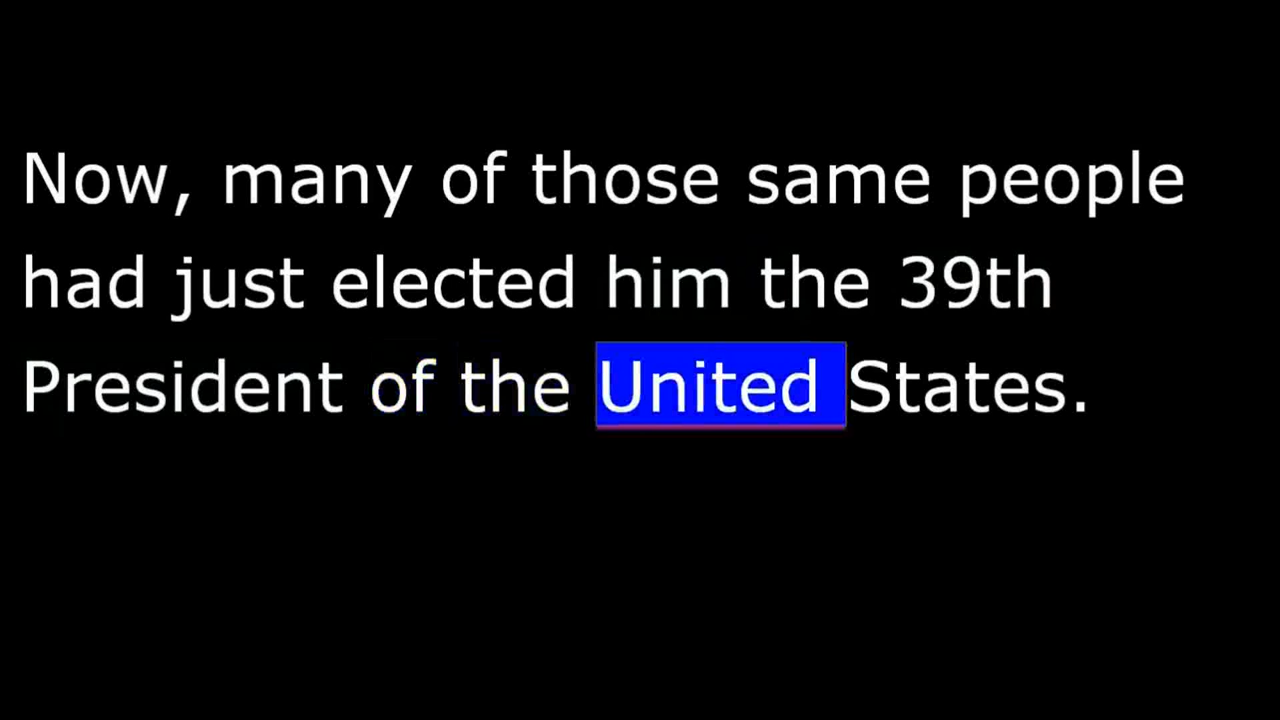 Now, many of those same people
had just elected him the 39th
President of the United States.